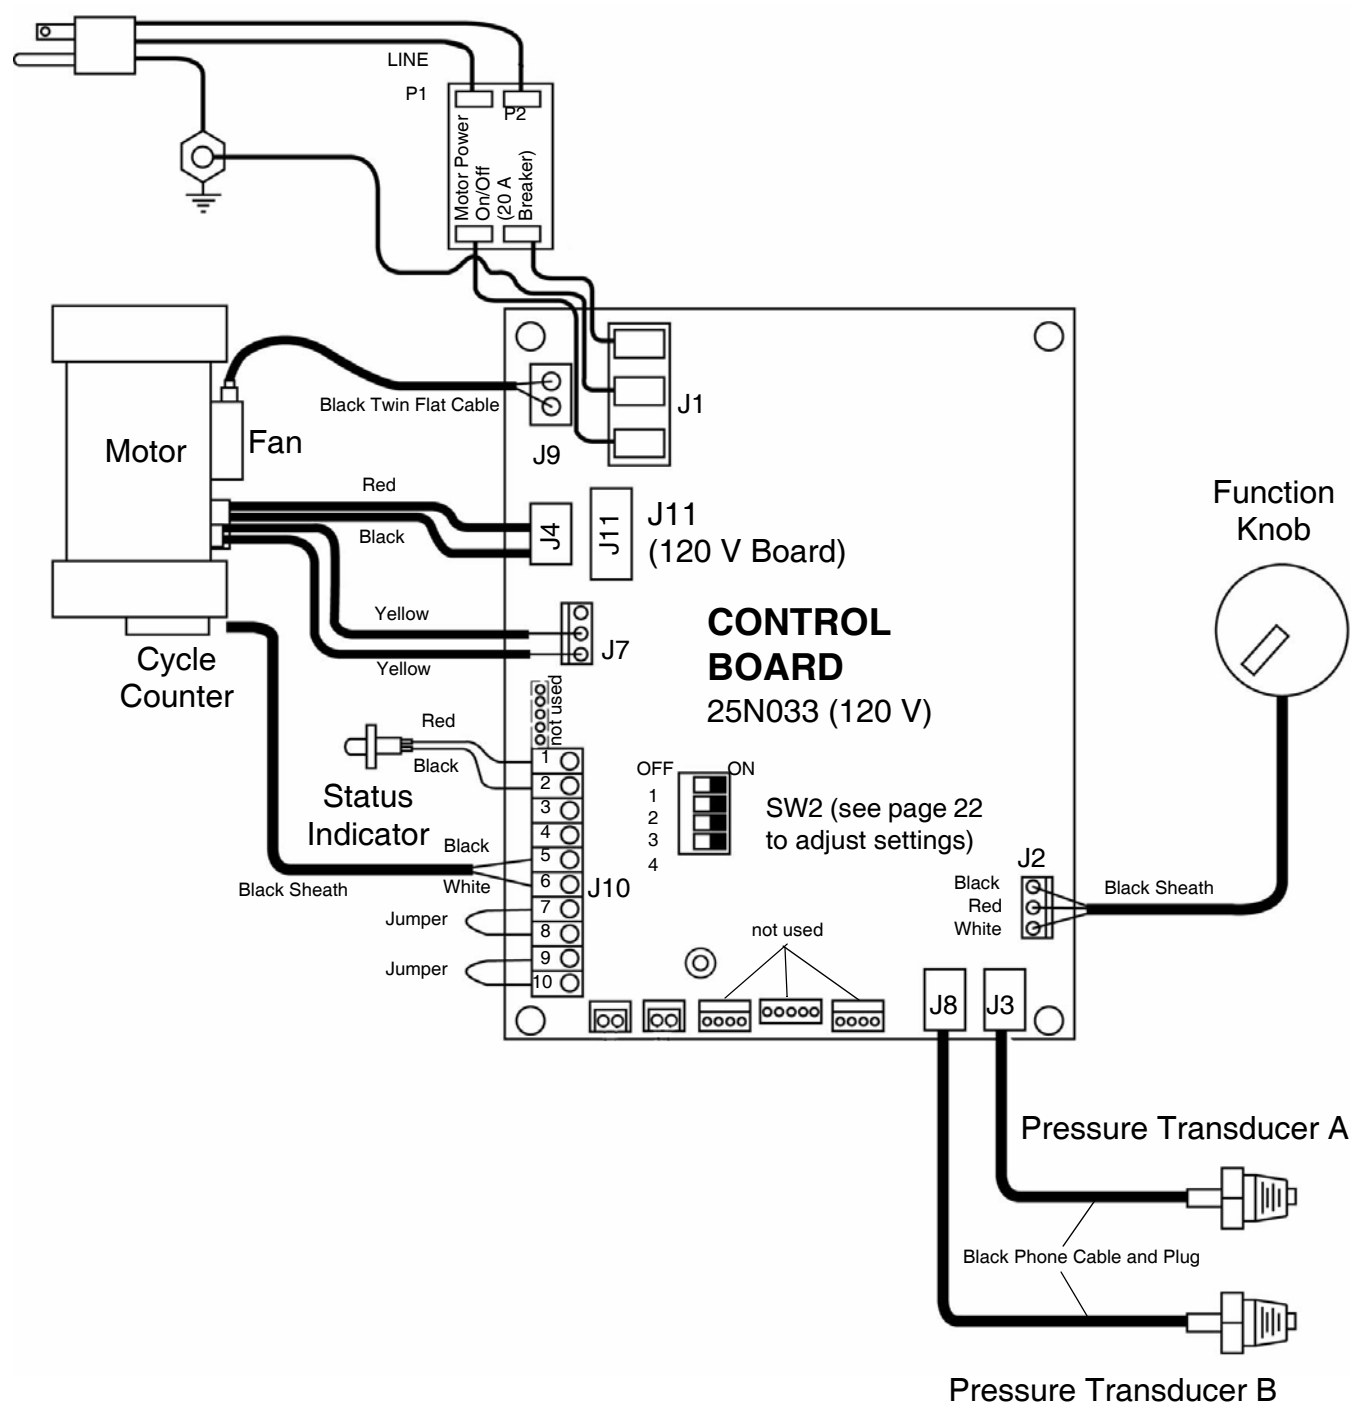 LINE
P1
P2
Motor Power
On/Off
(20 A
Breaker)
Black Twin Flat Cable
J1
J9
Motor
Fan
Red
Black
J4
J11
J11
(120 V Board)
Function
Knob
Yellow
Yellow
J7
CONTROL
BOARD
25N033 (120 V)
Cycle
Counter
not used
Red
Black
Status
Indicator
1
2
3
4
5
6
7
8
9
10
J10
OFF
ON
1
2
3
4
SW2 (see page 22
to adjust settings)
Black
White
Black Sheath
Jumper
Jumper
J2
Black
Red
White
Black Sheath
not used
J8
J3
Pressure Transducer A
Black Phone Cable and Plug
Pressure Transducer B